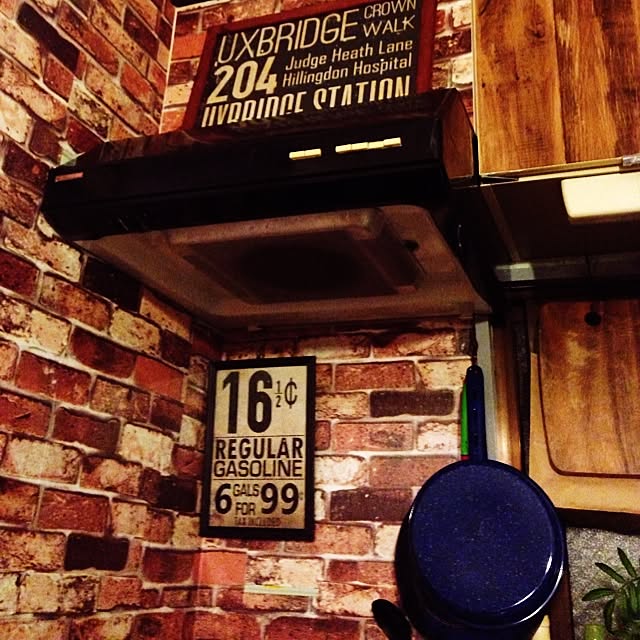 UXBRIDGE
CROWN
WALK
204
Judge Heath Lane
Hillingdon Hospital
UXBRIDGE STATION
16½¢
REGULAR
GASOLINE
6 GALS FOR 99
TAX INCLUDED